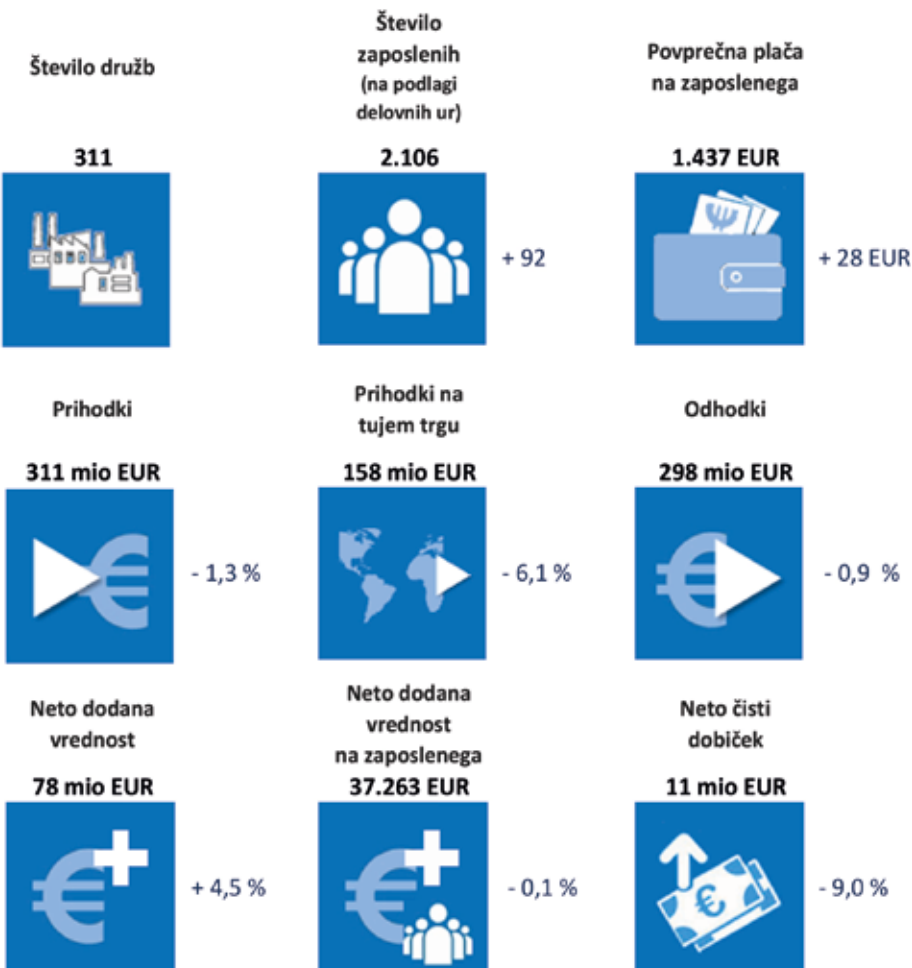 Število družb
311
Število
zaposlenih
(na podlagi
delovnih ur)
2.106
+ 92
Povprečna plača
na zaposlenega
1.437 EUR
+ 28 EUR
Prihodki
311 mio EUR
- 1,3 %
Prihodki na
tujem trgu
158 mio EUR
- 6,1 %
Odhodki
298 mio EUR
- 0,9 %
Neto dodana
vrednost
78 mio EUR
+ 4,5 %
Neto dodana
vrednost
na zaposlenega
37.263 EUR
- 0,1 %
Neto čisti
dobiček
11 mio EUR
- 9,0 %